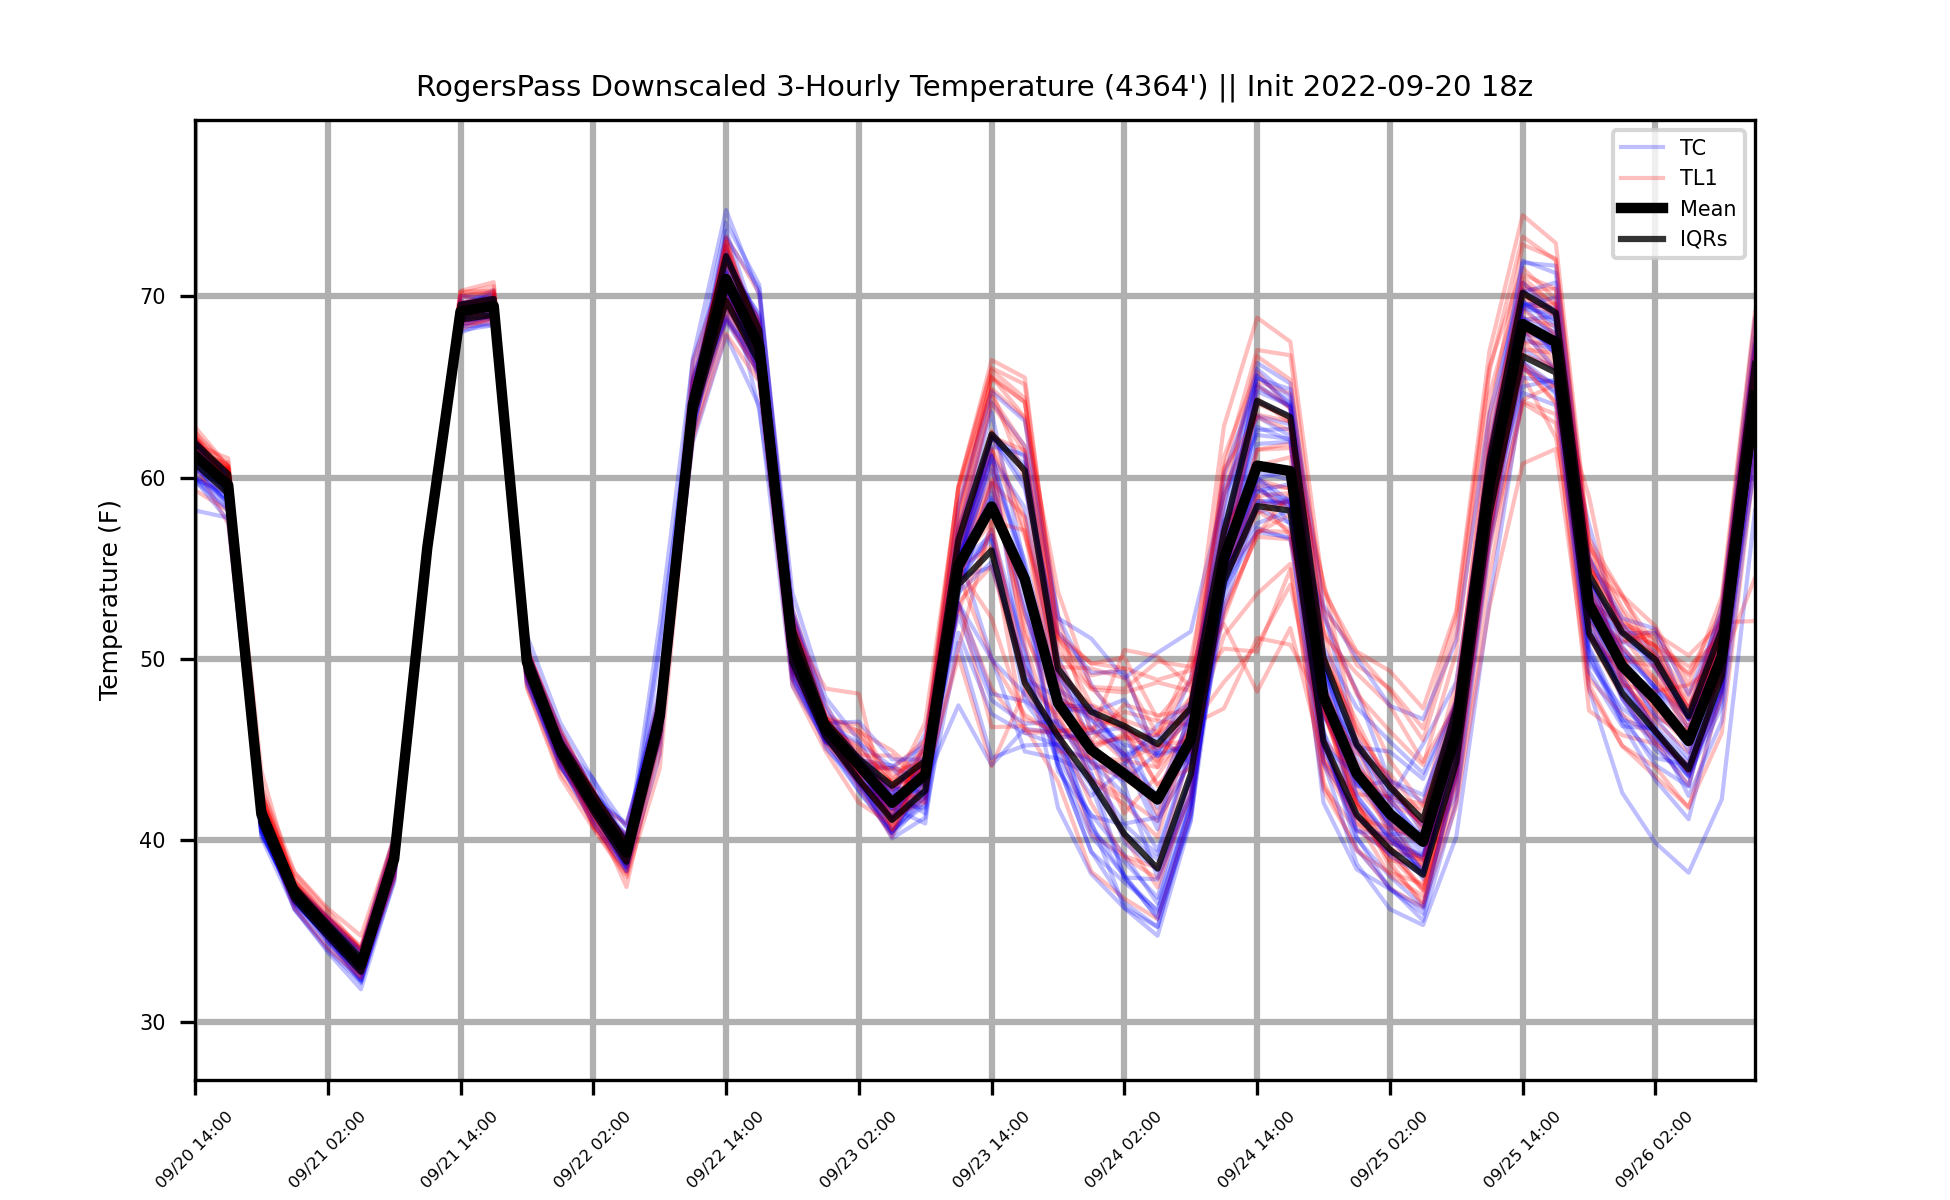 RogersPass Downscaled 3-Hourly Temperature (4364') || Init 2022-09-20 18z
TC
TL1
Mean
IQRs
Temperature (F)
70
60
50
40
30
09/20 14:00
09/21 02:00
09/21 14:00
09/22 02:00
09/22 14:00
09/23 02:00
09/23 14:00
09/24 02:00
09/24 14:00
09/25 02:00
09/25 14:00
09/26 02:00